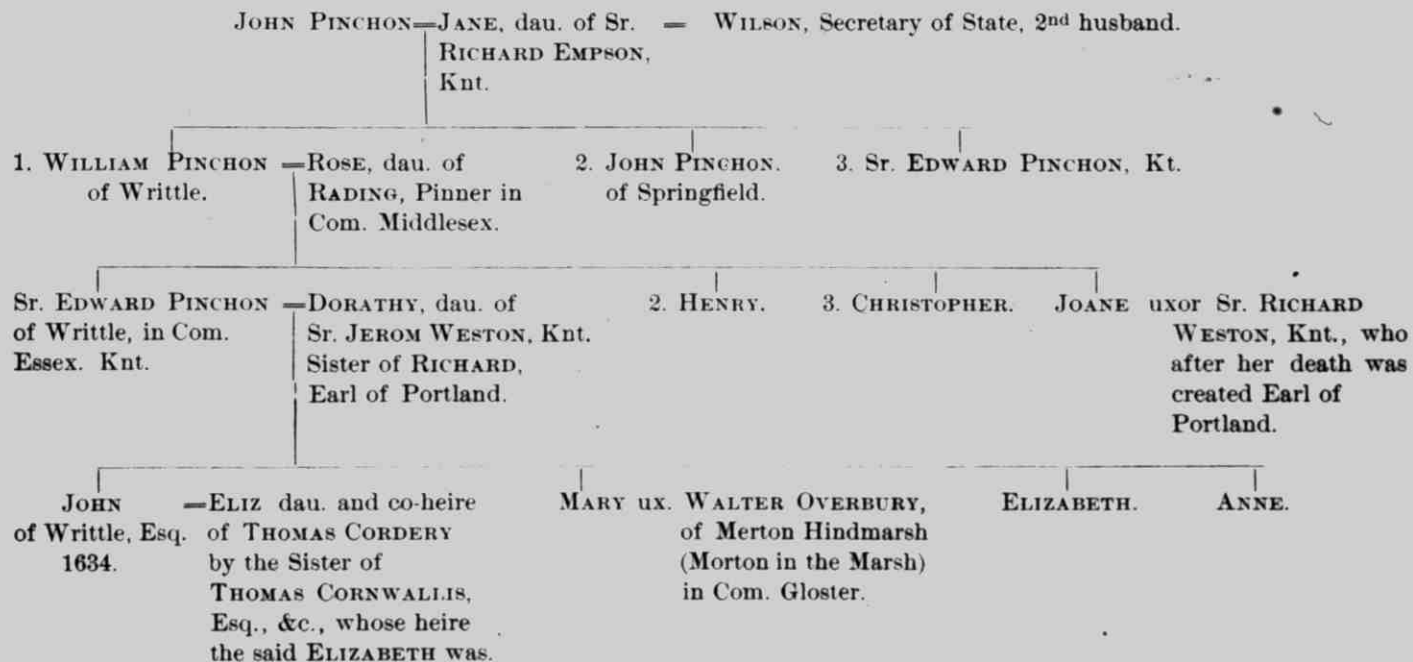 JOHN PINCHON=JANE, dau. of Sr. = WILSON, Secretary of State, 2nd husband.
RICHARD EMPSON,
Knt.
1. WILLIAM PINCHON =ROSE, dau. of 2. JOHN PINCHON. 3. Sr. EDWARD PINCHON, Kt.
of Writtle. RADING, Pinner in of Springfield.
Com. Middlesex.
Sr. EDWARD PINCHON =DORATHY, dau. of 2. HENRY. 3. CHRISTOPHER. JOANE uxor Sr. RICHARD
of Writtle, in Com. Sr. JEROM WESTON, Knt. WESTON, Knt., who
Essex. Knt. Sister of RICHARD, after her death was
Earl of Portland. created Earl of
Portland.
JOHN =ELIZ dau. and co-heire MARY ux. WALTER OVERBURY, ELIZABETH. ANNE.
of Writtle, Esq. of THOMAS CORDERY of Merton Hindmarsh
1634. by the Sister of (Morton in the Marsh)
THOMAS CORNWALLIS, in Com. Gloster.
Esq., &c., whose heire
the said ELIZABETH was.